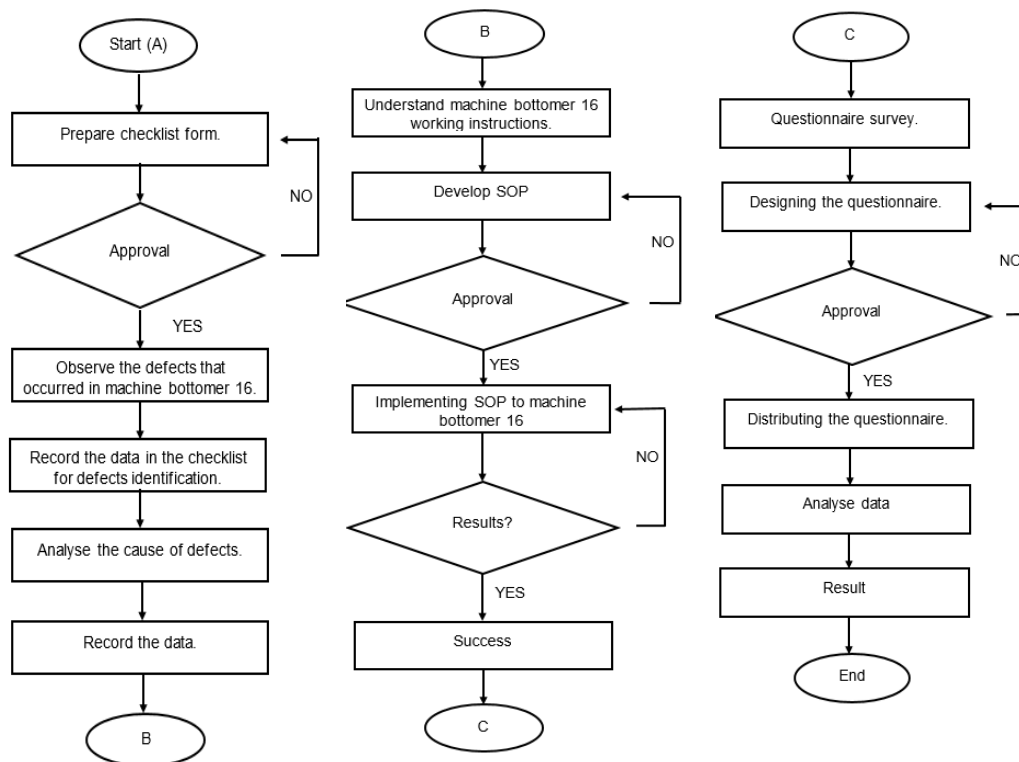 Start (A)
Prepare checklist form.
NO
Approval
YES
Observe the defects that
occurred in machine bottomer 16.
Record the data in the checklist
for defects identification.
Analyse the cause of defects.
Record the data.
B
B
Understand machine bottomer 16
working instructions.
Develop SOP
NO
Approval
YES
Implementing SOP to machine
bottomer 16
NO
Results?
YES
Success
C
C
Questionnaire survey.
Designing the questionnaire.
NO
Approval
YES
Distributing the questionnaire.
Analyse data
Result
End